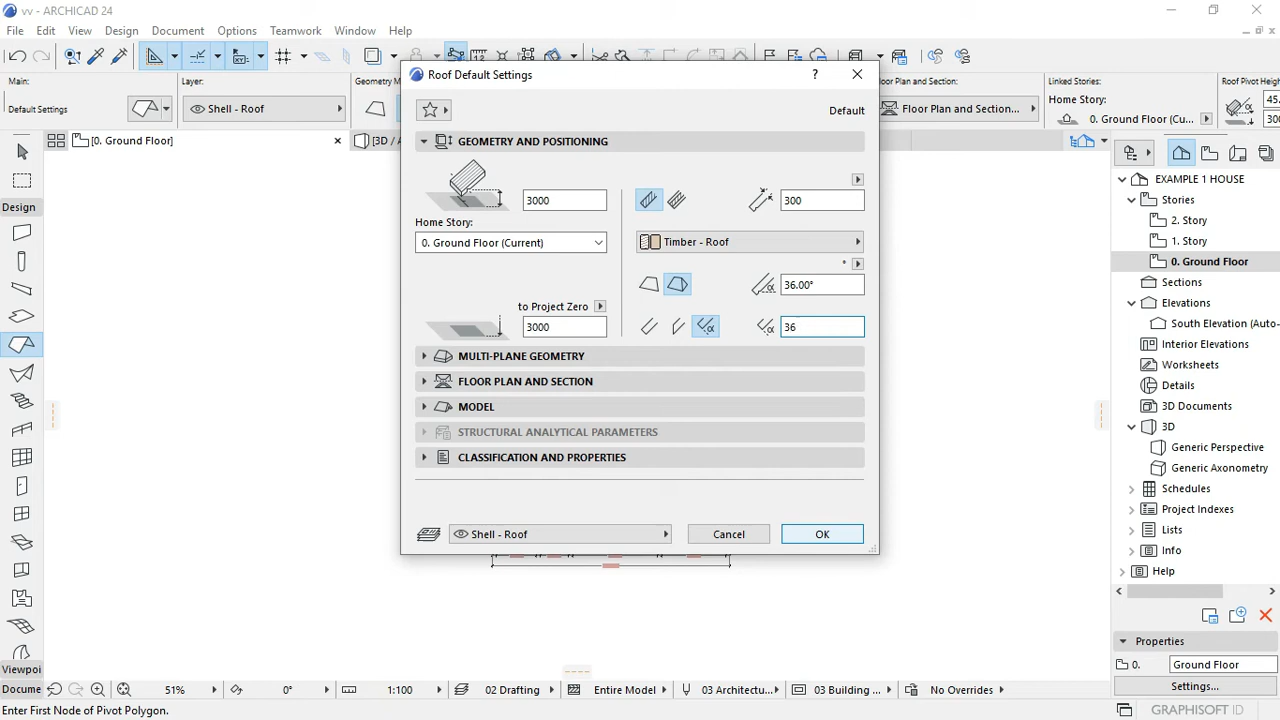 vv - ARCHICAD 24
File Edit View Design Document Options Teamwork Window Help
Main:
Default Settings
Layer:
Shell - Roof
Geometry M
Floor Plan and Section:
Floor Plan and Section...
Linked Stories:
Home Story:
0. Ground Floor (Cu...
Roof Pivot Height
45.
300
[0. Ground Floor]
[3D / A
Roof Default Settings
?
Default
GEOMETRY AND POSITIONING
3000
300
Home Story:
0. Ground Floor (Current)
Timber - Roof
36.00°
to Project Zero
3000
36
MULTI-PLANE GEOMETRY
FLOOR PLAN AND SECTION
MODEL
STRUCTURAL ANALYTICAL PARAMETERS
CLASSIFICATION AND PROPERTIES
Shell - Roof
Cancel
OK
Design
Viewpoi
Docume
EXAMPLE 1 HOUSE
Stories
2. Story
1. Story
0. Ground Floor
Sections
Elevations
South Elevation (Auto-
Interior Elevations
Worksheets
Details
3D Documents
3D
Generic Perspective
Generic Axonometry
Schedules
Project Indexes
Lists
Info
Help
Properties
0.
Ground Floor
Settings...
51%
0°
1:100
02 Drafting
Entire Model
03 Architectu...
03 Building ...
No Overrides
Enter First Node of Pivot Polygon.
GRAPHISOFT ID